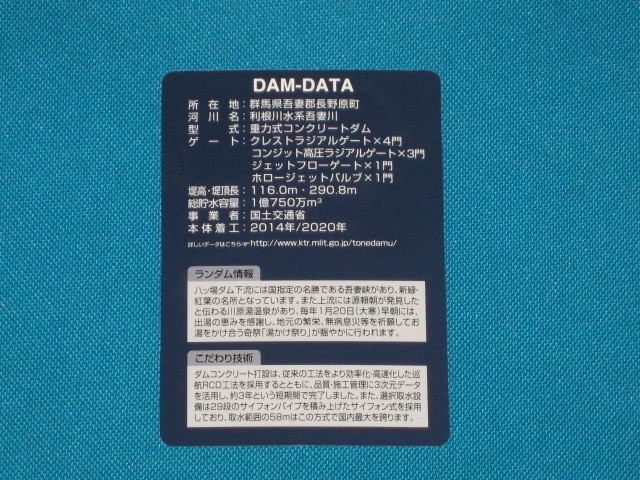 DAM-DATA
所在地：群馬県吾妻郡長野原町
河川名：利根川水系吾妻川
型式：重力式コンクリートダム
ゲート：クレストラジアルゲート×4門
コンジット高圧ラジアルゲート×3門
ジェットフローゲート×1門
ホロージェットバルブ×1門
堤高・堤頂長：116.0m・290.8m
総貯水容量：1億750万m³
事業者：国土交通省
本体着工：2014年/2020年
詳しいデータはこちら☞http://www.ktr.mlit.go.jp/tonedamu/
ランダム情報
八ッ場ダム下流には国指定の名勝である吾妻峡があり、新緑・
紅葉の名所となっています。また上流には源頼朝が発見した
と伝わる川原湯温泉があり、毎年1月20日(大寒)早朝には、
出湯の恵みを感謝し、地元の繁栄、無病息災等を祈願してお
湯をかけ合う奇祭「湯かけ祭り」が賑やかに行われます。
こだわり技術
ダムコンクリート打設は、従来の工法をより効率化・高速化した巡
航RCD工法を採用するとともに、品質・施工管理に3次元データ
を活用し、約3年という短期間で完了しました。また、選択取水設
備は29段のサイフォンパイプを積み上げたサイフォン式を採用
しており、取水範囲の58mはこの方式で国内最大を誇ります。